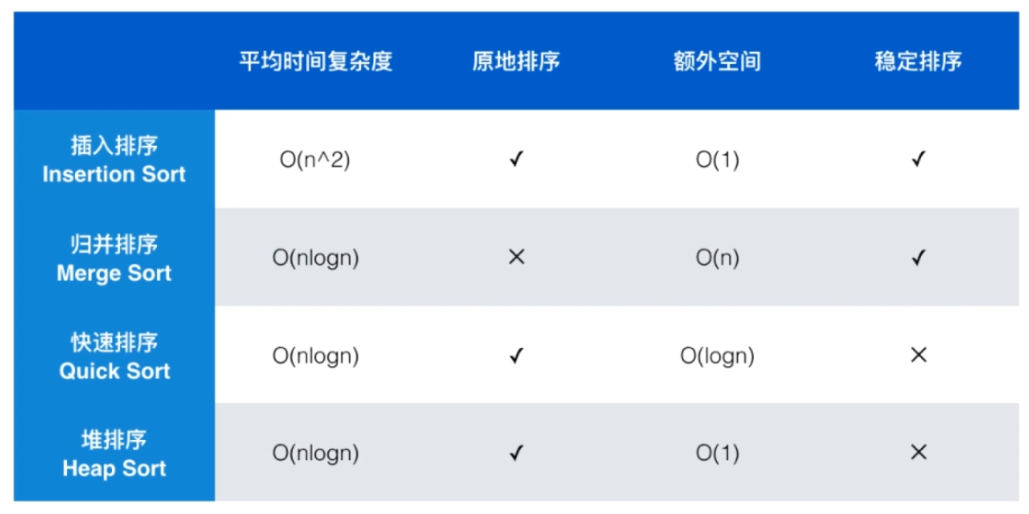 平均时间复杂度 原地排序 额外空间 稳定排序
插入排序
Insertion Sort
O(n^2) ✓ O(1) ✓
归并排序
Merge Sort
O(nlogn) ✕ O(n) ✓
快速排序
Quick Sort
O(nlogn) ✓ O(logn) ✕
堆排序
Heap Sort
O(nlogn) ✓ O(1) ✕